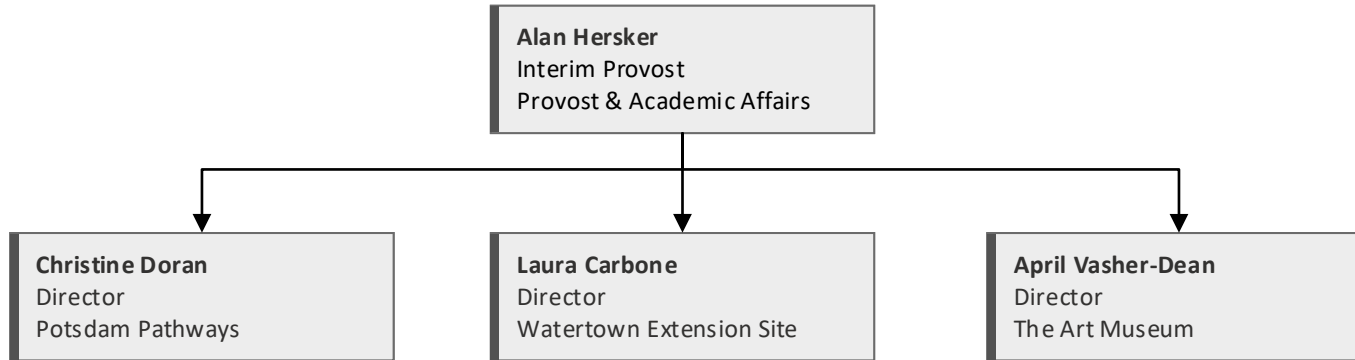 Alan Hersker
Interim Provost
Provost & Academic Affairs
Christine Doran
Director
Potsdam Pathways
Laura Carbone
Director
Watertown Extension Site
April Vasher-Dean
Director
The Art Museum